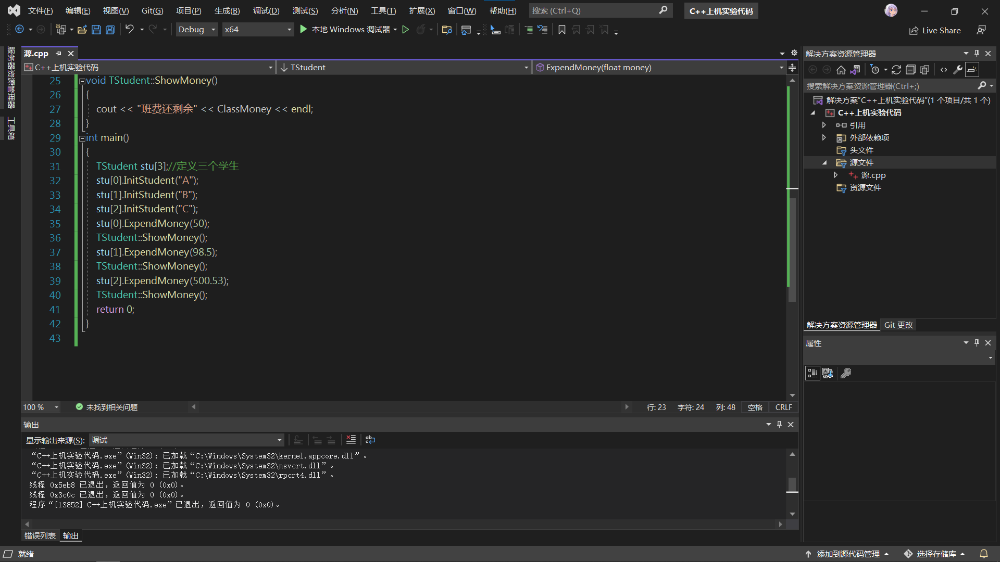 文件(F) 编辑(E) 视图(V) Git(G) 项目(P) 生成(B) 调试(D) 测试(S) 分析(N) 工具(T) 扩展(X) 窗口(W) 帮助(H) 搜索 (Ctrl+Q) C++上机实验代码
Debug x64 本地 Windows 调试器 Live Share
服务器资源管理器
工具箱
源.cpp
C++上机实验代码 TStudent ExpendMoney(float money)
25 void TStudent::ShowMoney()
26 {
27 cout << "班费还剩余" << ClassMoney << endl;
28 }
29 int main()
30 {
31 TStudent stu[3];//定义三个学生
32 stu[0].InitStudent("A");
33 stu[1].InitStudent("B");
34 stu[2].InitStudent("C");
35 stu[0].ExpendMoney(50);
36 TStudent::ShowMoney();
37 stu[1].ExpendMoney(98.5);
38 TStudent::ShowMoney();
39 stu[2].ExpendMoney(500.53);
40 TStudent::ShowMoney();
41 return 0;
42 }
43
100 % 未找到相关问题 行: 23 字符: 24 列: 48 空格 CRLF
输出
显示输出来源(S): 调试
“C++上机实验代码.exe”(Win32): 已加载“C:\Windows\System32\kernel.appcore.dll”。
“C++上机实验代码.exe”(Win32): 已加载“C:\Windows\System32\msvcrt.dll”。
“C++上机实验代码.exe”(Win32): 已加载“C:\Windows\System32\rpcrt4.dll”。
线程 0x5eb8 已退出，返回值为 0 (0x0)。
线程 0x3c0c 已退出，返回值为 0 (0x0)。
程序“[13852] C++上机实验代码.exe”已退出，返回值为 0 (0x0)。
错误列表 输出
解决方案资源管理器
搜索解决方案资源管理器(Ctrl+;)
解决方案“C++上机实验代码”(1 个项目/共 1 个)
C++上机实验代码
引用
外部依赖项
头文件
源文件
源.cpp
资源文件
解决方案资源管理器 Git 更改
属性
就绪 添加到源代码管理 选择存储库